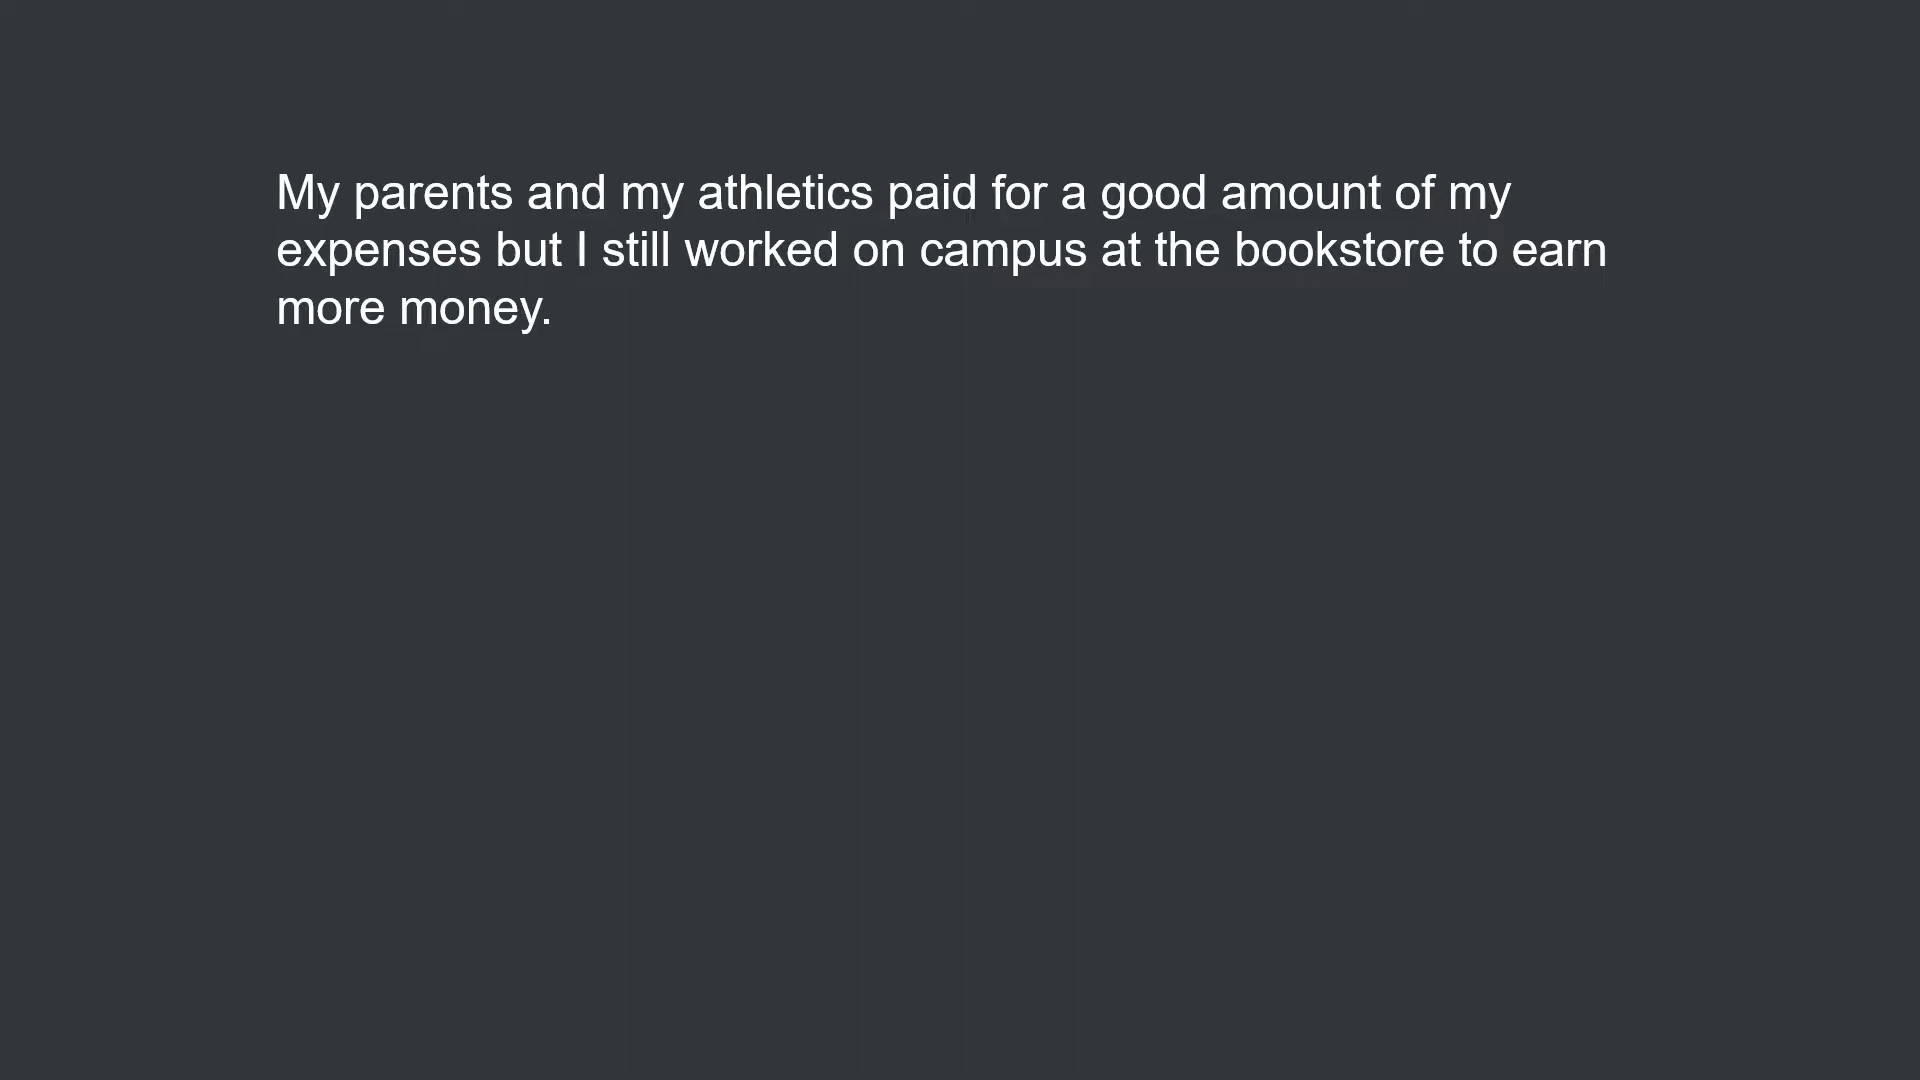 My parents and my athletics paid for a good amount of my
expenses but I still worked on campus at the bookstore to earn
more money.